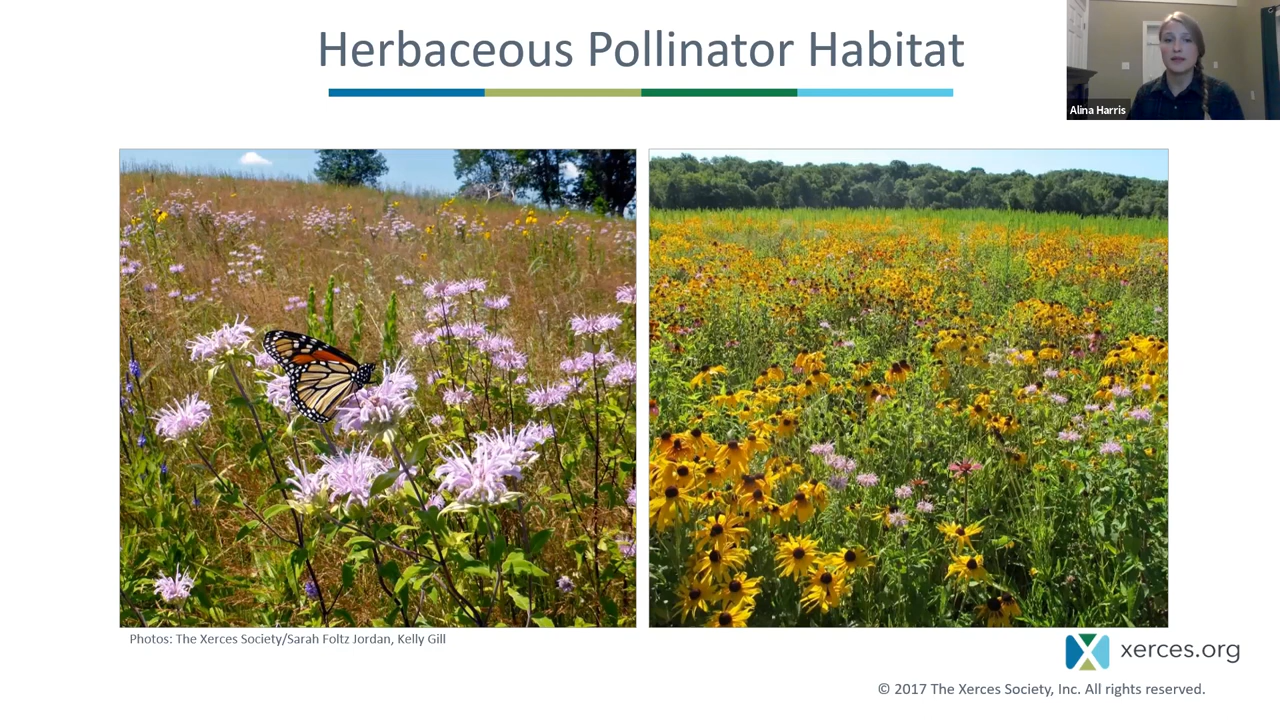 Herbaceous Pollinator Habitat
Alina Harris
Photos: The Xerces Society/Sarah Foltz Jordan, Kelly Gill
xerces.org
© 2017 The Xerces Society, Inc. All rights reserved.